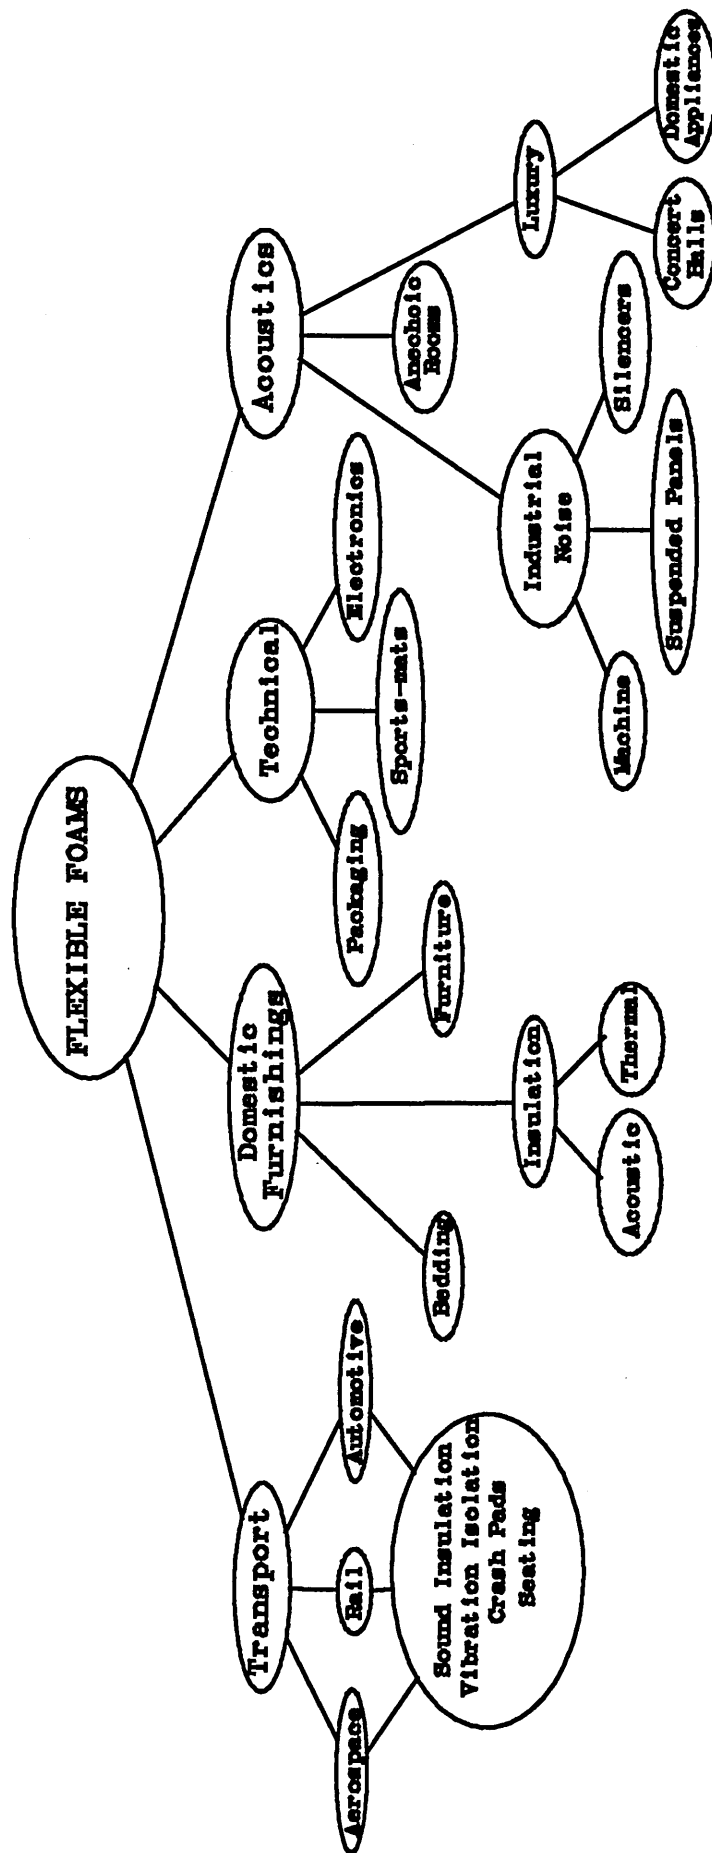 FLEXIBLE FOAMS
Transport
Domestic
Furnishings
Technical
Acoustics
Aerospace
Rail
Automotive
Sound Insulation
Vibration Isolation
Crash Pads
Seating
Bedding
Furniture
Insulation
Acoustic
Thermal
Packaging
Sports-mats
Electronics
Anechoic
Rooms
Industrial
Noise
Luxury
Machine
Suspended Panels
Silencers
Concert
Halls
Domestic
Appliances